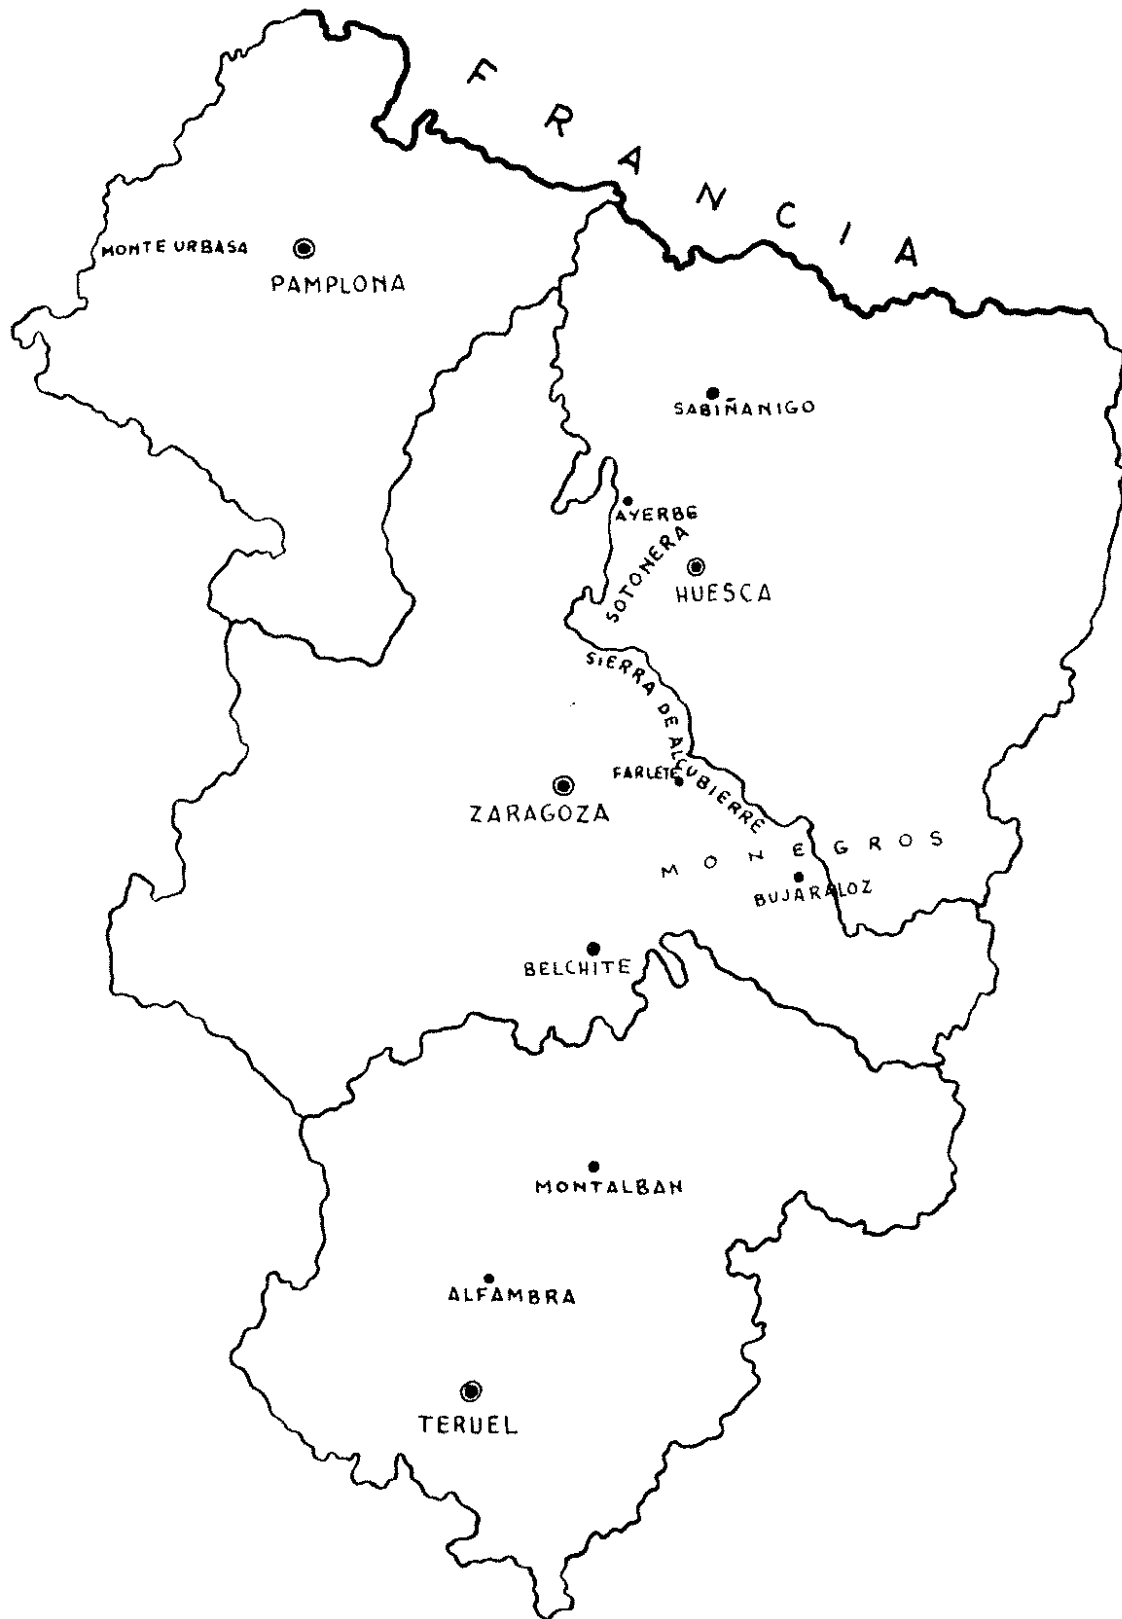 FRANCIA
MONTE URBASA
PAMPLONA
SABIÑANIGO
AYERBE
SOTONERA
HUESCA
SIERRA DE ALCUBIERRE
FARLETE
ZARAGOZA
MONEGROS
BUJARALOZ
BELCHITE
MONTALBAN
ALFAMBRA
TERUEL